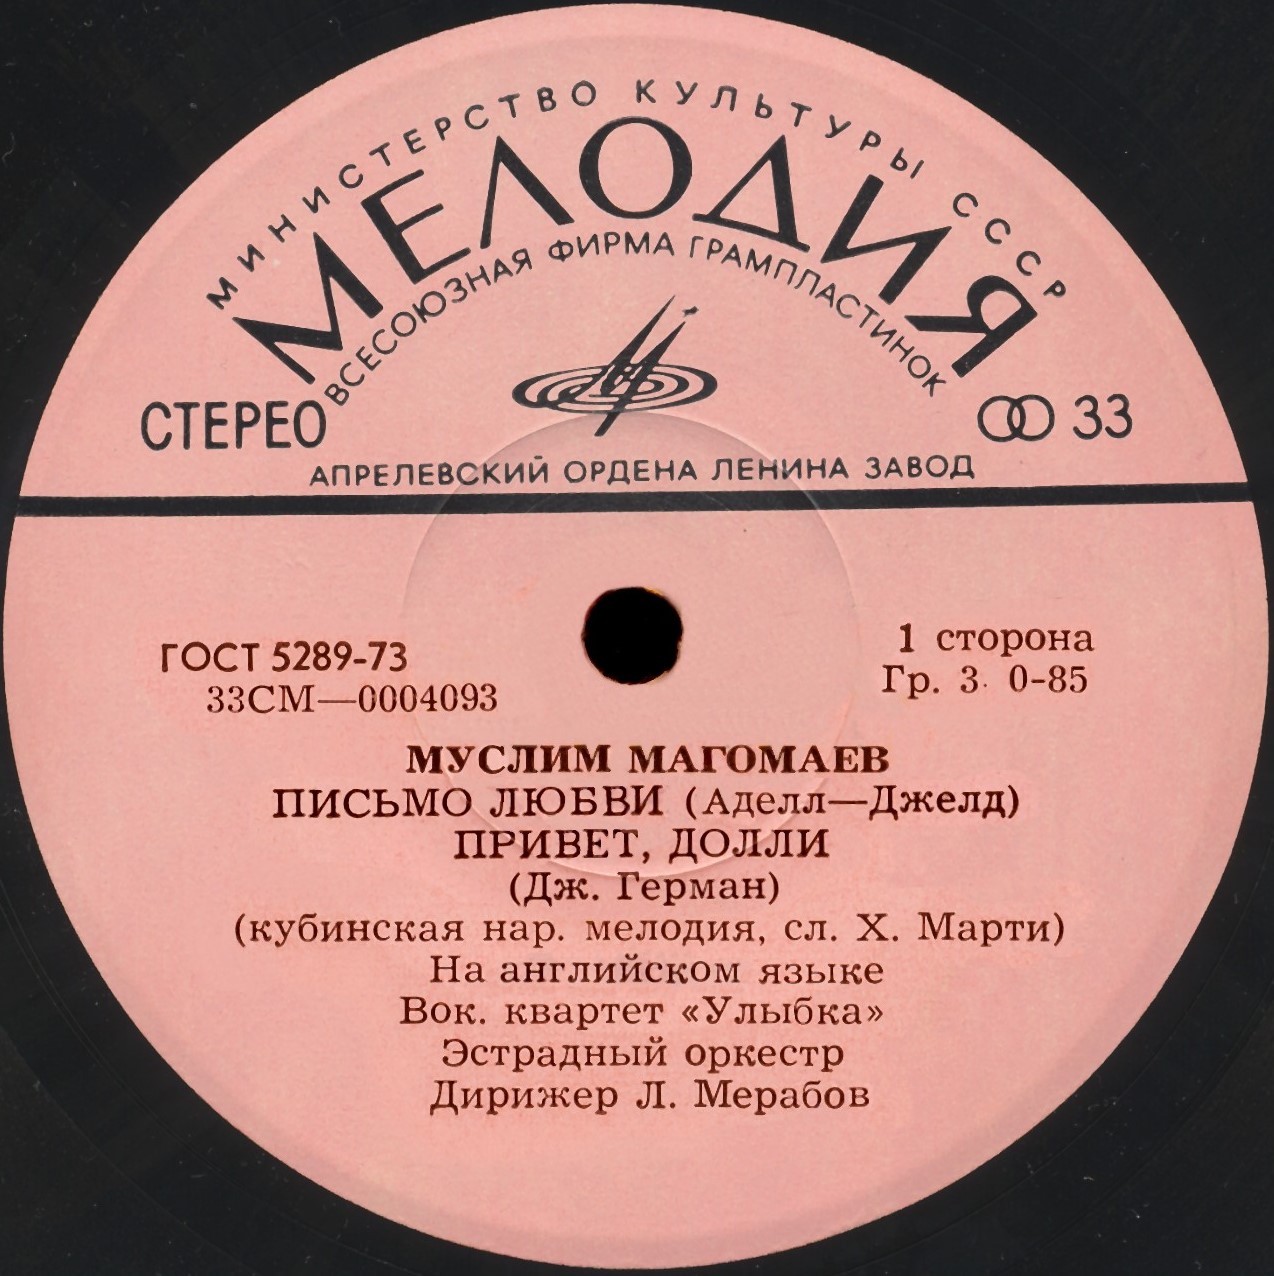 МИНИСТЕРСТВО КУЛЬТУРЫ СССР
МЕЛОДИЯ
ВСЕСОЮЗНАЯ ФИРМА ГРАМПЛАСТИНОК
СТЕРЕО
33
АПРЕЛЕВСКИЙ ОРДЕНА ЛЕНИНА ЗАВОД
ГОСТ 5289-73
33СМ—0004093
1 сторона
Гр. 3. 0-85
МУСЛИМ МАГОМАЕВ
ПИСЬМО ЛЮБВИ (Аделл—Джелд)
ПРИВЕТ, ДОЛЛИ
(Дж. Герман)
(кубинская нар. мелодия, сл. Х. Марти)
На английском языке
Вок. квартет «Улыбка»
Эстрадный оркестр
Дирижер Л. Мерабов